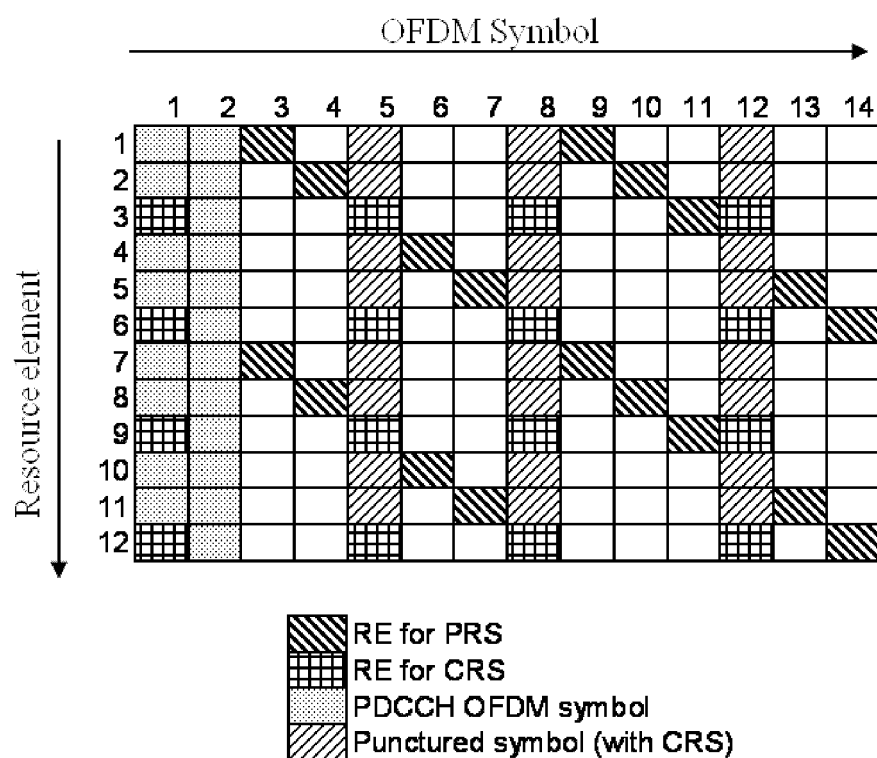 OFDM Symbol
1 2 3 4 5 6 7 8 9 10 11 12 13 14
Resource element
1
2
3
4
5
6
7
8
9
10
11
12
RE for PRS
RE for CRS
PDCCH OFDM symbol
Punctured symbol (with CRS)